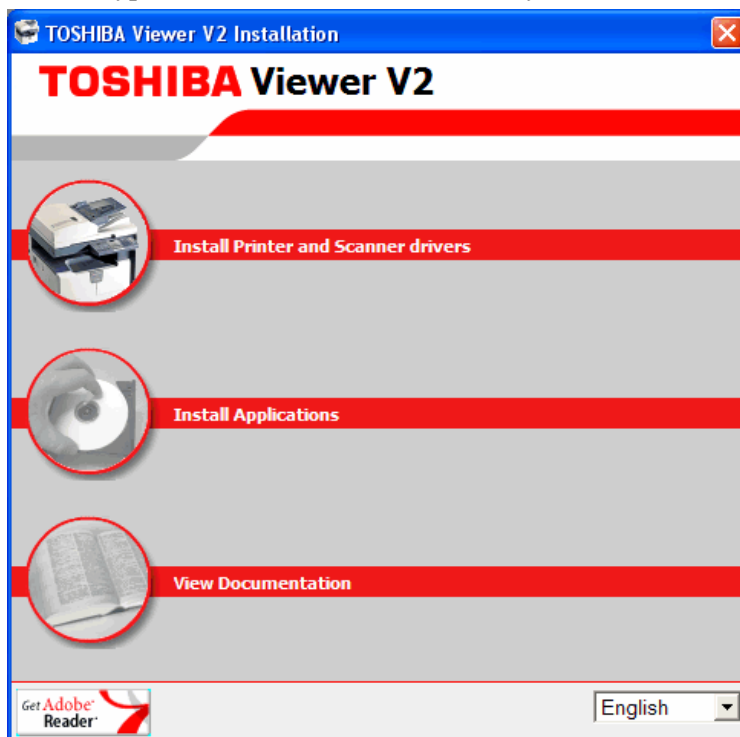 TOSHIBA Viewer V2 Installation
TOSHIBA Viewer V2
Install Printer and Scanner drivers
Install Applications
View Documentation
Get Adobe®
Reader®
English